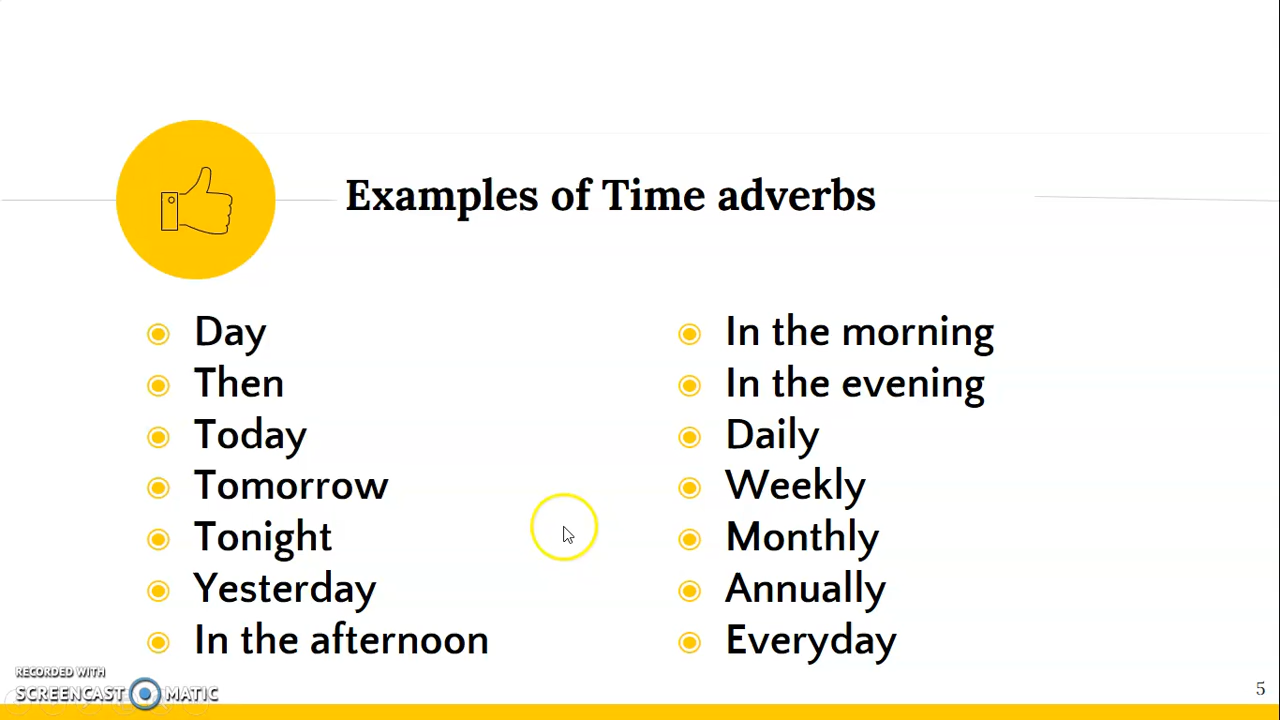 Examples of Time adverbs
Day
Then
Today
Tomorrow
Tonight
Yesterday
In the afternoon
In the morning
In the evening
Daily
Weekly
Monthly
Annually
Everyday
RECORDED WITH
SCREENCAST MATIC
5